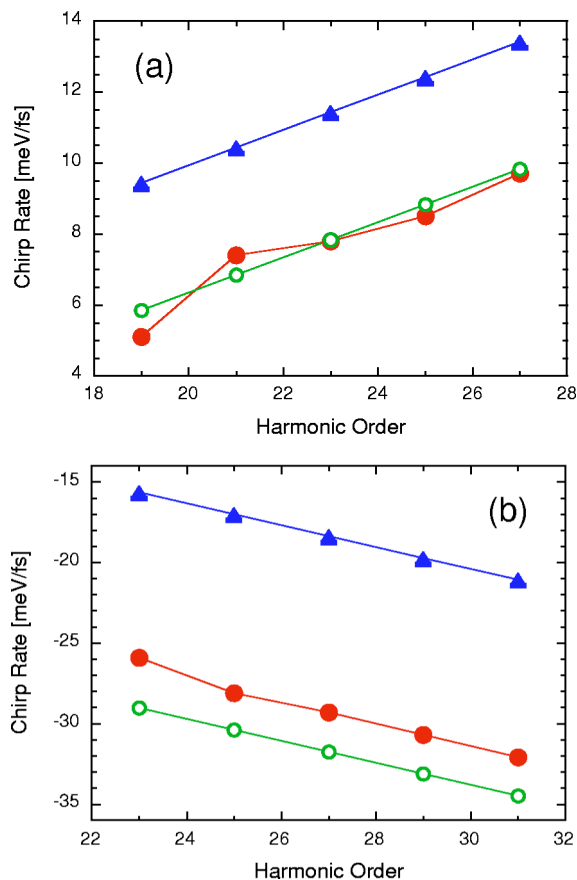 14
12
10
8
6
4
(a)
Chirp Rate [meV/fs]
18 20 22 24 26 28
Harmonic Order
-15
-20
-25
-30
-35
(b)
Chirp Rate [meV/fs]
22 24 26 28 30 32
Harmonic Order